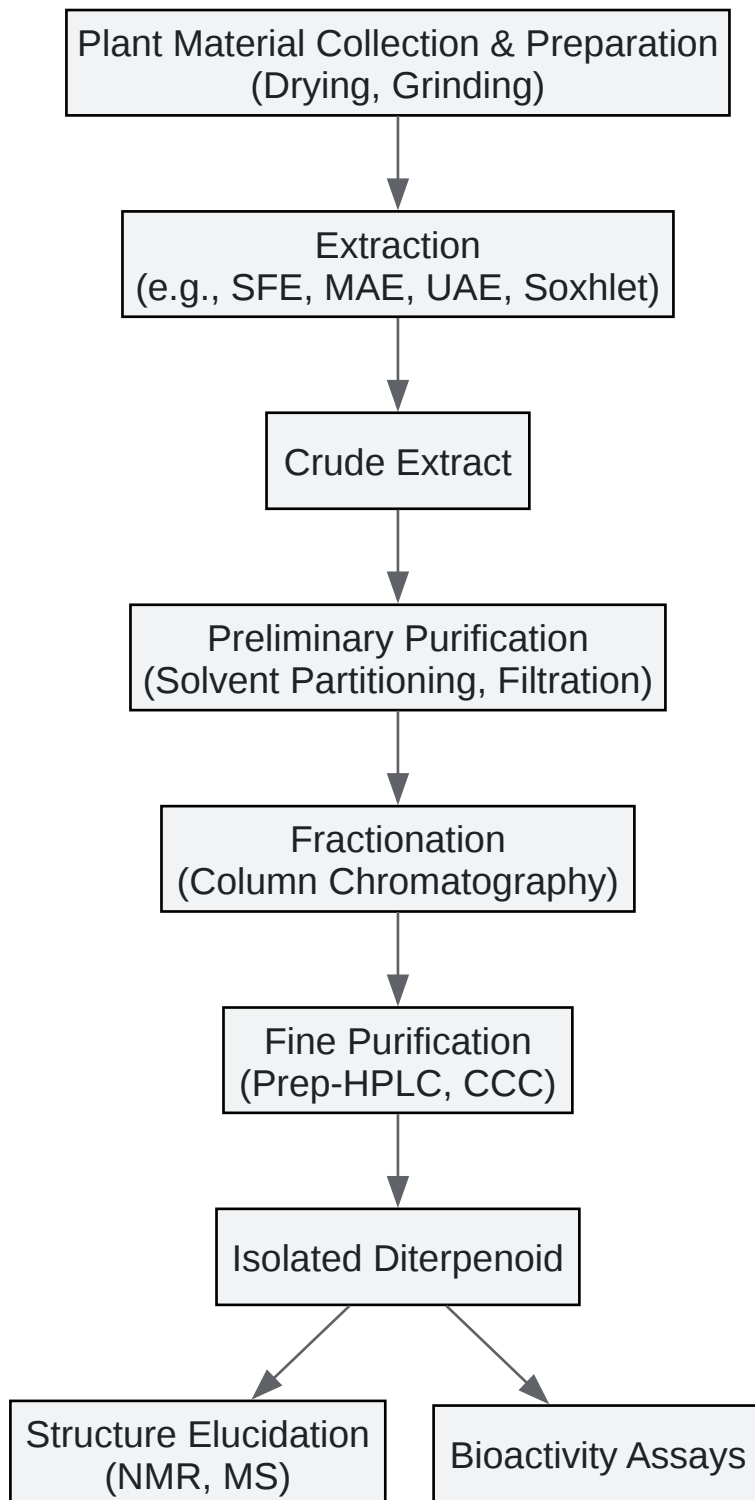 Plant Material Collection & Preparation
(Drying, Grinding)
Extraction
(e.g., SFE, MAE, UAE, Soxhlet)
Crude Extract
Preliminary Purification
(Solvent Partitioning, Filtration)
Fractionation
(Column Chromatography)
Fine Purification
(Prep-HPLC, CCC)
Isolated Diterpenoid
Structure Elucidation
(NMR, MS)
Bioactivity Assays